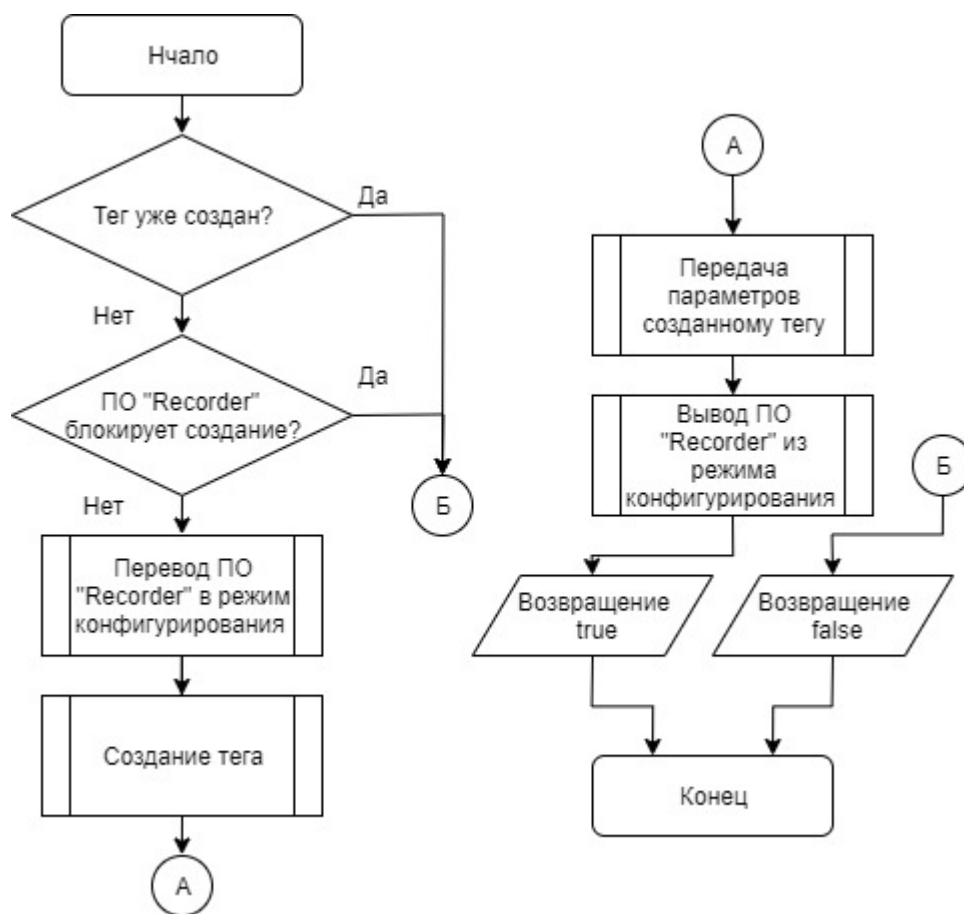 Нчало
Тег уже создан?
Да
Нет
ПО "Recorder"
блокирует создание?
Да
Б
Нет
Перевод ПО
"Recorder" в режим
конфигурирования
Создание тега
А
А
Передача
параметров
созданному тегу
Вывод ПО
"Recorder" из
режима
конфигурирования
Б
Возвращение
true
Возвращение
false
Конец